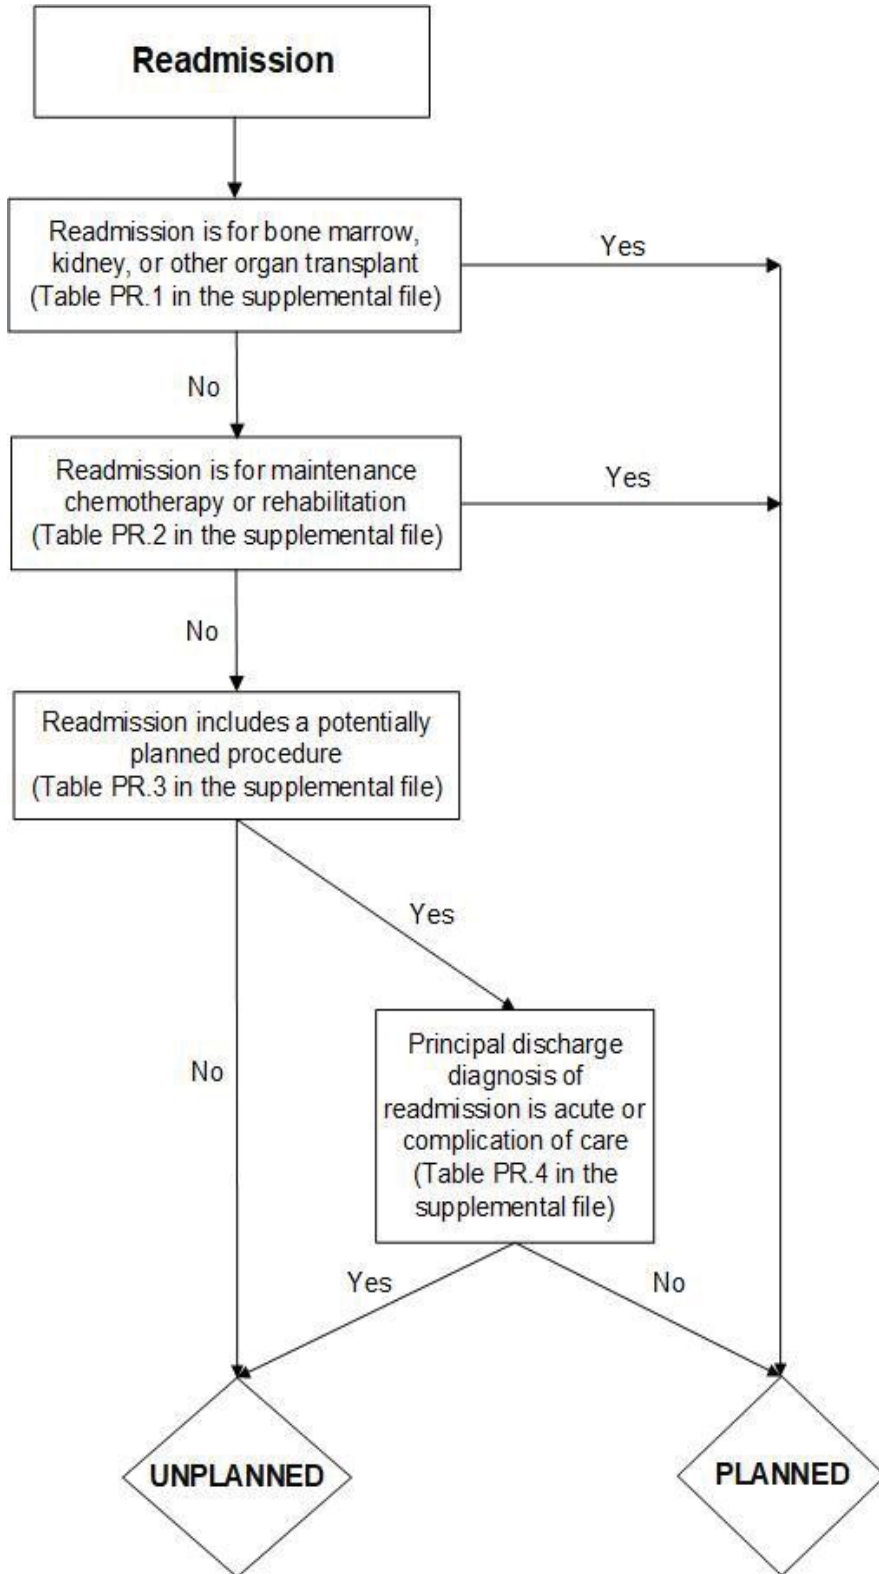 Readmission
Readmission is for bone marrow,
kidney, or other organ transplant
(Table PR.1 in the supplemental file)
Yes
No
Readmission is for maintenance
chemotherapy or rehabilitation
(Table PR.2 in the supplemental file)
Yes
No
Readmission includes a potentially
planned procedure
(Table PR.3 in the supplemental file)
Yes
No
Principal discharge
diagnosis of
readmission is acute or
complication of care
(Table PR.4 in the
supplemental file)
Yes
No
UNPLANNED
PLANNED